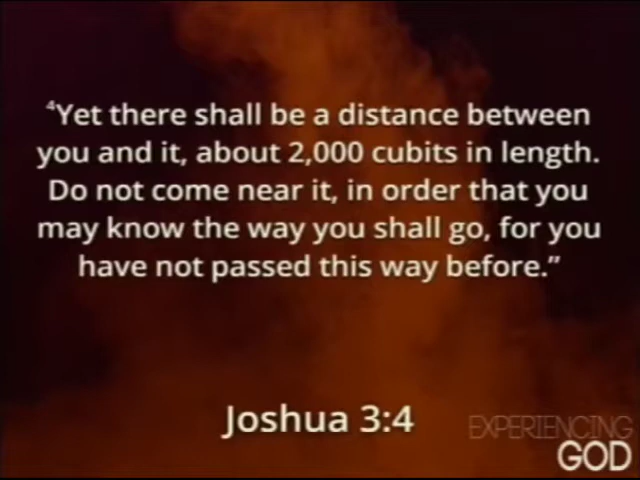 ⁴Yet there shall be a distance between
you and it, about 2,000 cubits in length.
Do not come near it, in order that you
may know the way you shall go, for you
have not passed this way before.”
Joshua 3:4
EXPERIENCING
GOD